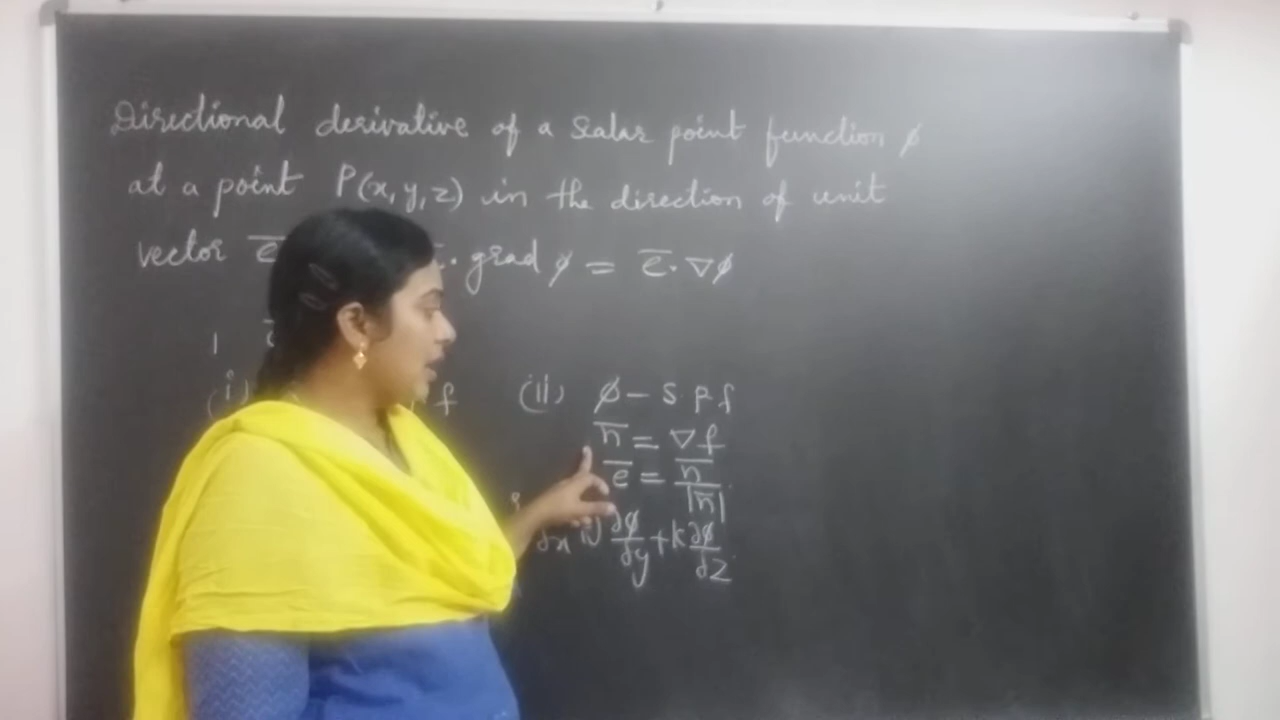 Directional derivative of a scalar point function ϕ
at a point P(x, y, z) in the direction of unit
vector e̅ . grad ϕ = e̅ . ∇ϕ
(i) f
(ii) ϕ – s. p. f
n̅ = ∇f
e̅ = n̅/|n̅|
∂x j ∂ϕ/∂y + k ∂ϕ/∂z